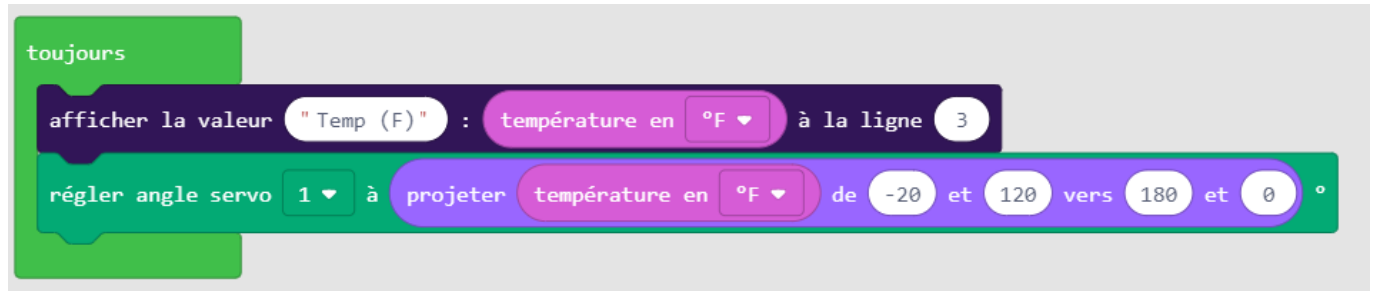 toujours
afficher la valeur "Temp (F)" : température en °F à la ligne 3
régler angle servo 1 à projeter température en °F de -20 et 120 vers 180 et 0 °